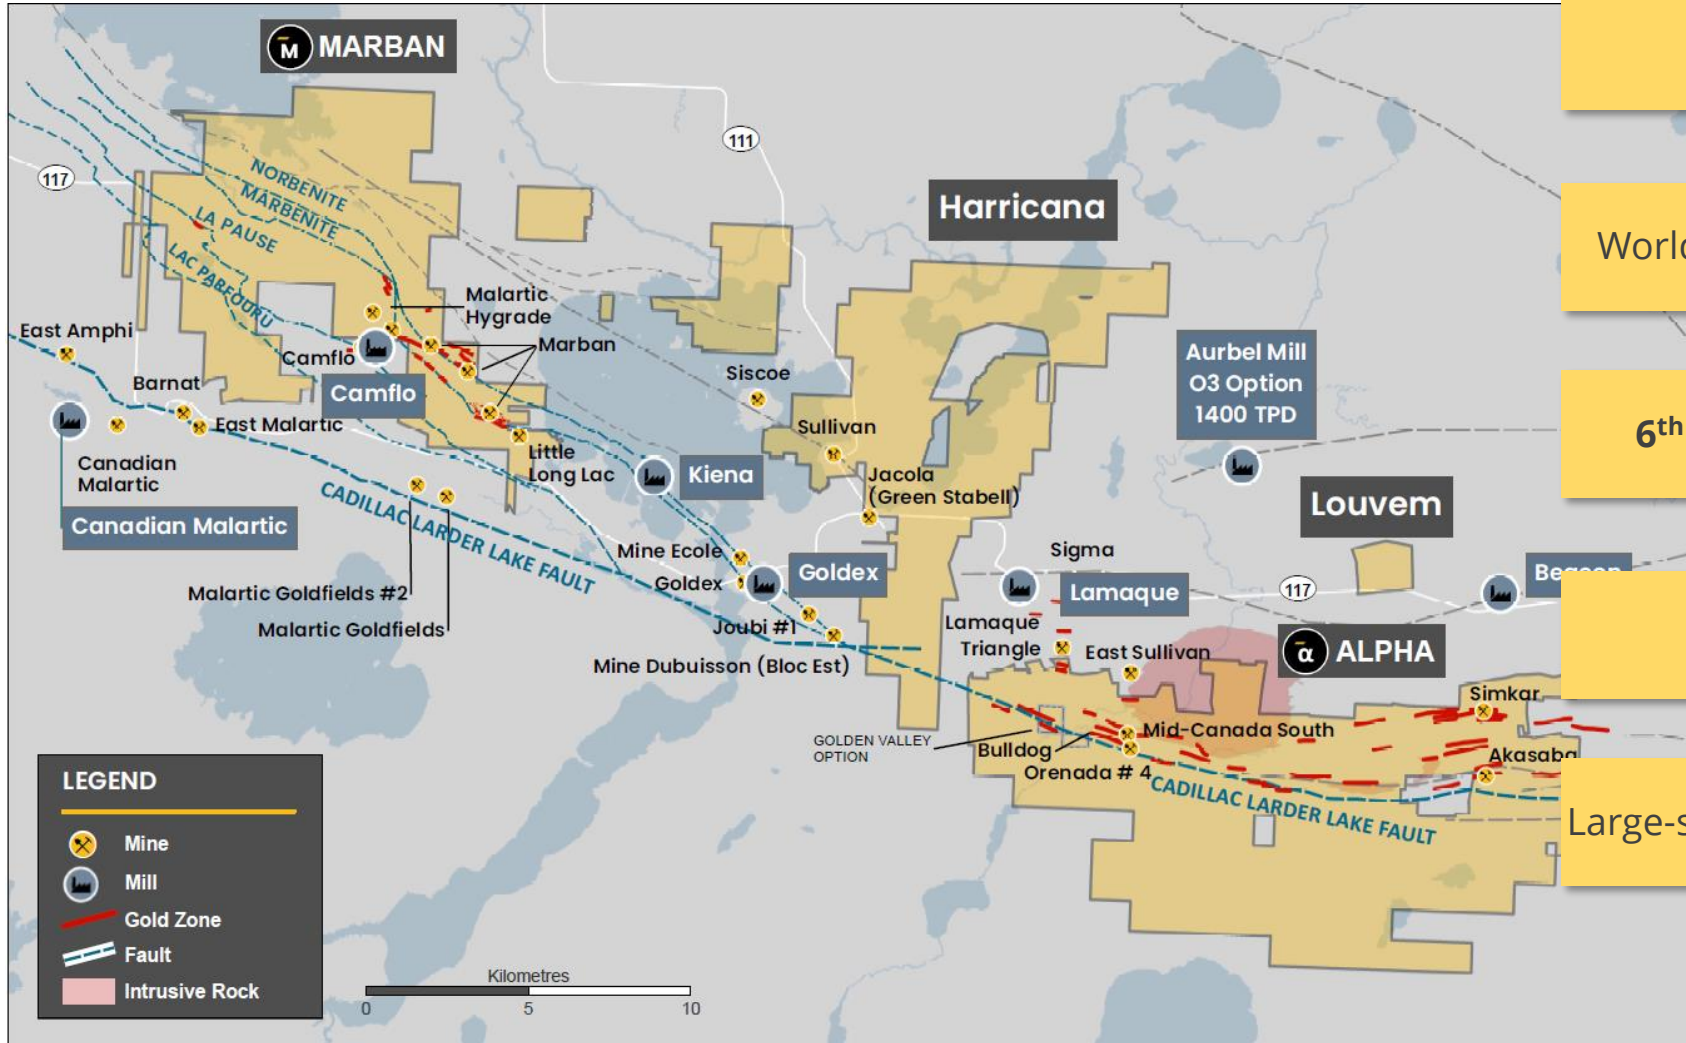 M MARBAN
111
117
NORBENITE
MARBENITE
LA PAUSE
LAC PARFOURU
Harricana
Malartic
Hygrade
East Amphi
Camflo
Marban
Camflo
Barnat
East Malartic
Siscoe
Sullivan
Aurbel Mill
O3 Option
1400 TPD
Canadian
Malartic
Canadian Malartic
Little
Long Lac
Kiena
Jacola
(Green Stabell)
Louvem
CADILLAC LARDER LAKE FAULT
Mine Ecole
Goldex
Goldex
Sigma
Lamaque
117
Malartic Goldfields #2
Malartic Goldfields
Joubi #1
Mine Dubuisson (Bloc Est)
Lamaque
Triangle
East Sullivan
α ALPHA
Simkar
GOLDEN VALLEY
OPTION
Bulldog
Mid-Canada South
Orenada # 4
Akasaba
CADILLAC LARDER LAKE FAULT
LEGEND
Mine
Mill
Gold Zone
Fault
Intrusive Rock
Kilometres
0 5 10
6th
Large-s